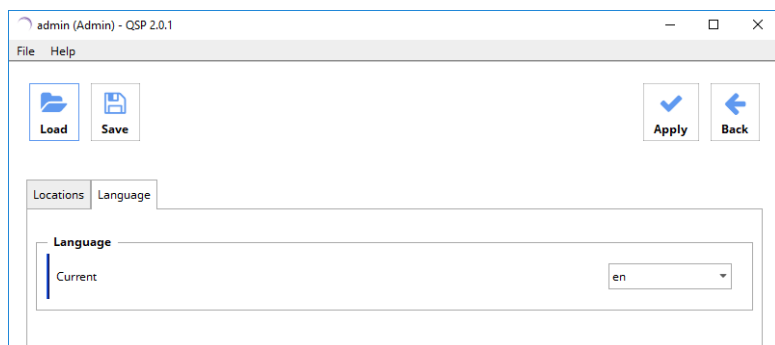 admin (Admin) - QSP 2.0.1
File Help
Load Save Apply Back
Locations Language
Language
Current en